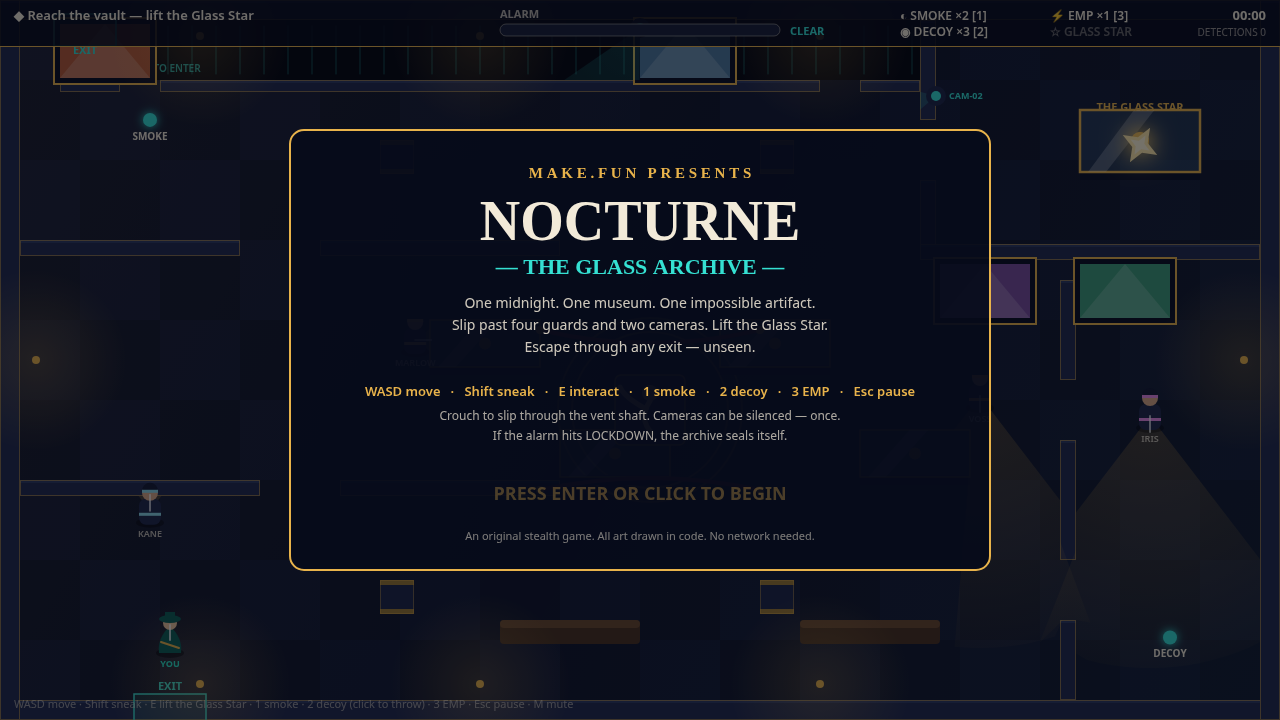 ◆ Reach the vault — lift the Glass Star
ALARM
CLEAR
SMOKE ×2 [1]
◉ DECOY ×3 [2]
⚡ EMP ×1 [3]
☆ GLASS STAR
00:00
DETECTIONS 0
EXIT
TO ENTER
SMOKE
CAM-02
THE GLASS STAR
MAKE.FUN PRESENTS
NOCTURNE
— THE GLASS ARCHIVE —
One midnight. One museum. One impossible artifact.
Slip past four guards and two cameras. Lift the Glass Star.
Escape through any exit — unseen.
WASD move · Shift sneak · E interact · 1 smoke · 2 decoy · 3 EMP · Esc pause
Crouch to slip through the vent shaft. Cameras can be silenced — once.
If the alarm hits LOCKDOWN, the archive seals itself.
PRESS ENTER OR CLICK TO BEGIN
An original stealth game. All art drawn in code. No network needed.
IRIS
KANE
YOU
EXIT
DECOY
WASD move · Shift sneak · E lift the Glass Star · 1 smoke · 2 decoy (click to throw) · 3 EMP · Esc pause · M mute